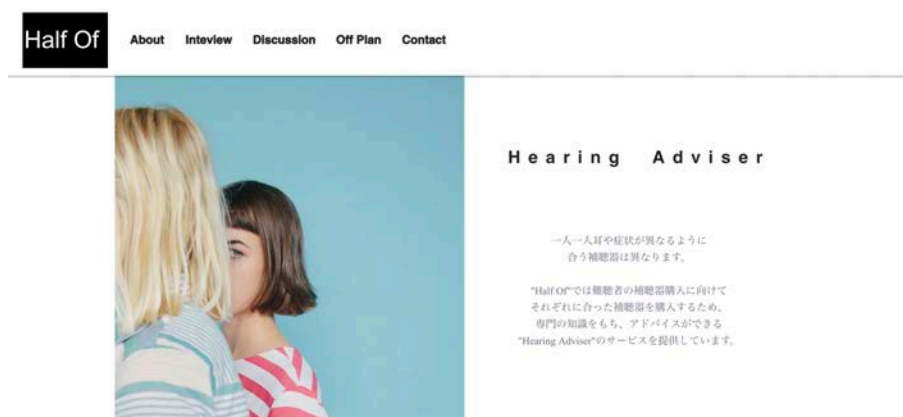 Half Of
About Inteview Discussion Off Plan Contact
Hearing Adviser
一人一人耳や症状が異なるように
合う補聴器は異なります。
"Half Of"では難聴者の補聴器購入に向けて
それぞれに合った補聴器を購入するため、
専門の知識をもち、アドバイスができる
"Hearing Adviser"のサービスを提供しています。